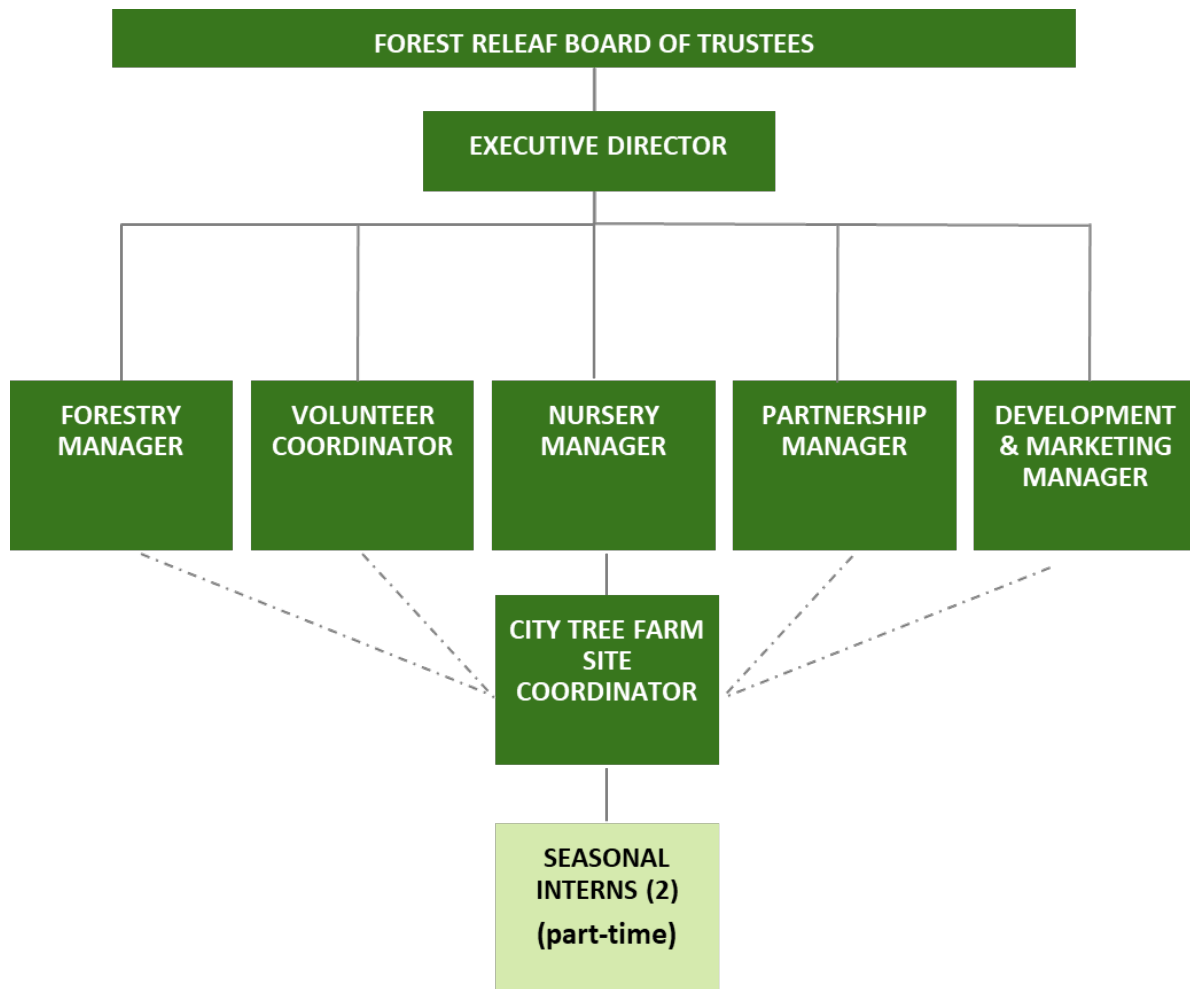 FOREST RELEAF BOARD OF TRUSTEES
EXECUTIVE DIRECTOR
FORESTRY
MANAGER
VOLUNTEER
COORDINATOR
NURSERY
MANAGER
PARTNERSHIP
MANAGER
DEVELOPMENT
& MARKETING
MANAGER
CITY TREE FARM
SITE
COORDINATOR
SEASONAL
INTERNS (2)
(part-time)